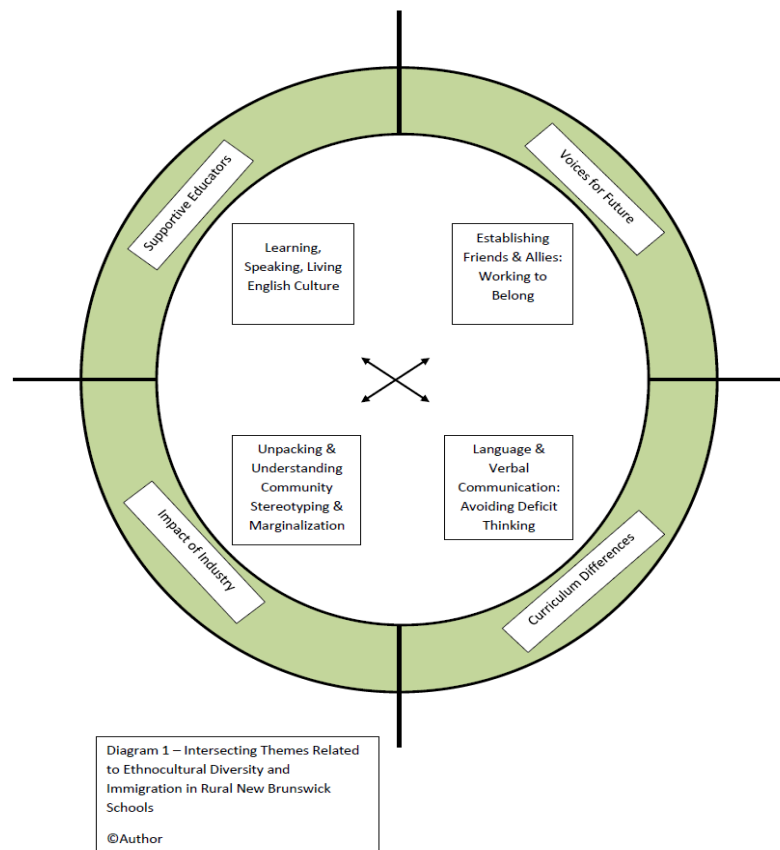 Supportive Educators
Voices for Future
Learning,
Speaking, Living
English Culture
Establishing
Friends & Allies:
Working to
Belong
Unpacking &
Understanding
Community
Stereotyping &
Marginalization
Language &
Verbal
Communication:
Avoiding Deficit
Thinking
Impact of Industry
Curriculum Differences
Diagram 1 – Intersecting Themes Related
to Ethnocultural Diversity and
Immigration in Rural New Brunswick
Schools
©Author